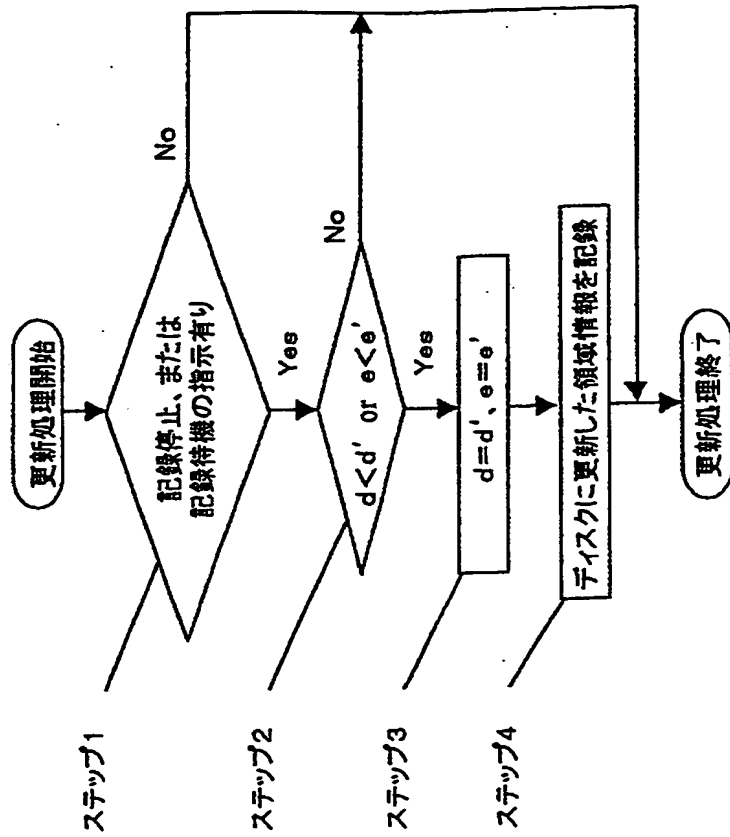 更新処理開始
ステップ1
記録停止、または
記録待機の指示有り
No
Yes
ステップ2
d<d' or e<e'
No
Yes
ステップ3
d=d'、e=e'
ステップ4
ディスクに更新した領域情報を記録
更新処理終了